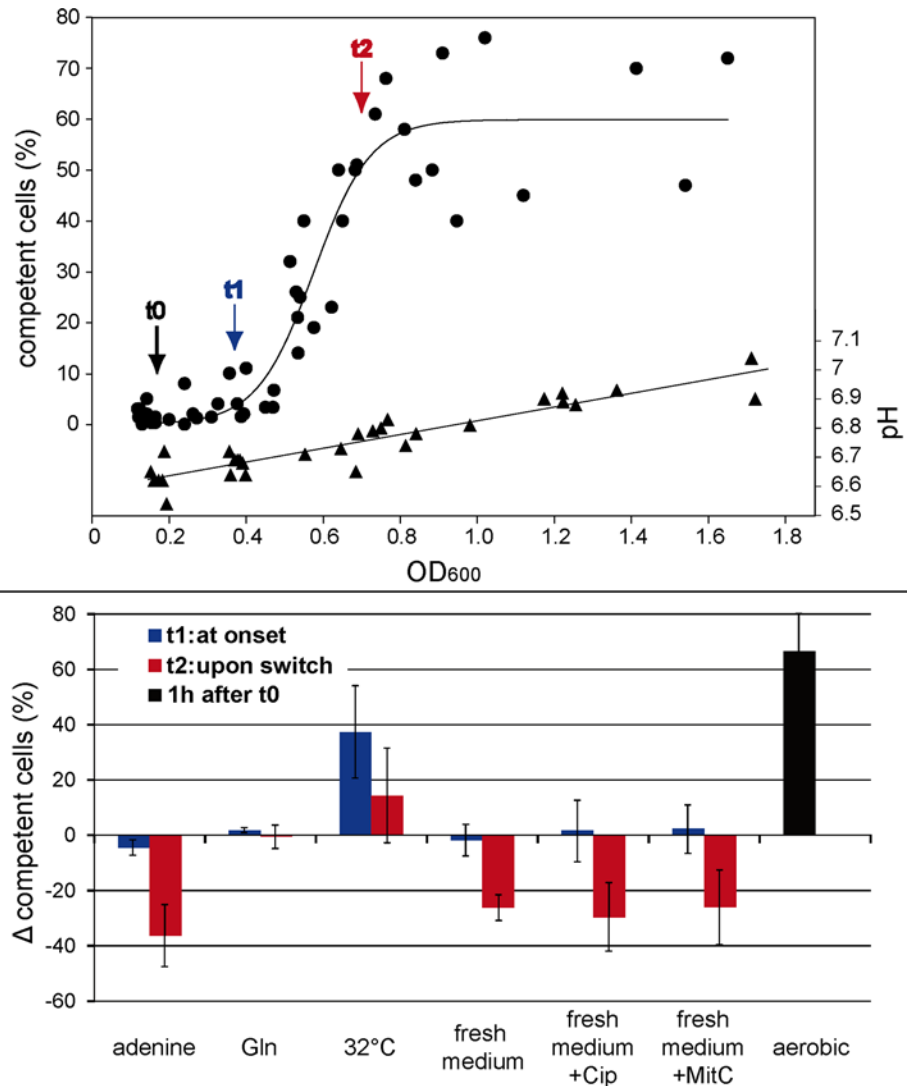 80
70
60
50
40
30
20
10
0
competent cells (%)
t0
t1
t2
7.1
7
6.9
6.8
6.7
6.6
6.5
pH
0 0.2 0.4 0.6 0.8 1.0 1.2 1.4 1.6 1.8
OD600
80
60
40
20
0
-20
-40
-60
Δ competent cells (%)
t1:at onset
t2:upon switch
1h after t0
adenine
Gln
32°C
fresh
medium
fresh
medium
+Cip
fresh
medium
+MitC
aerobic